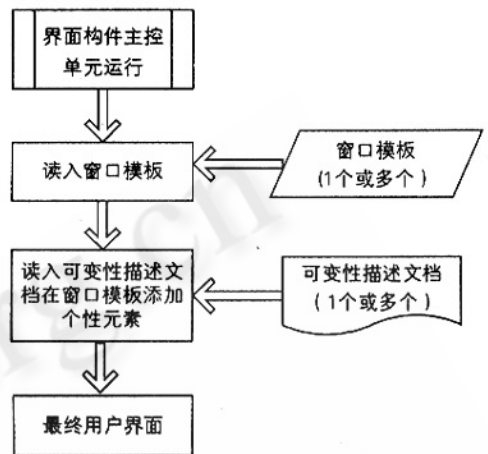 界面构件主控
单元运行
读入窗口模板
窗口模板
(1个或多个)
读入可变性描述文
档在窗口模板添加
个性元素
可变性描述文档
(1个或多个)
最终用户界面